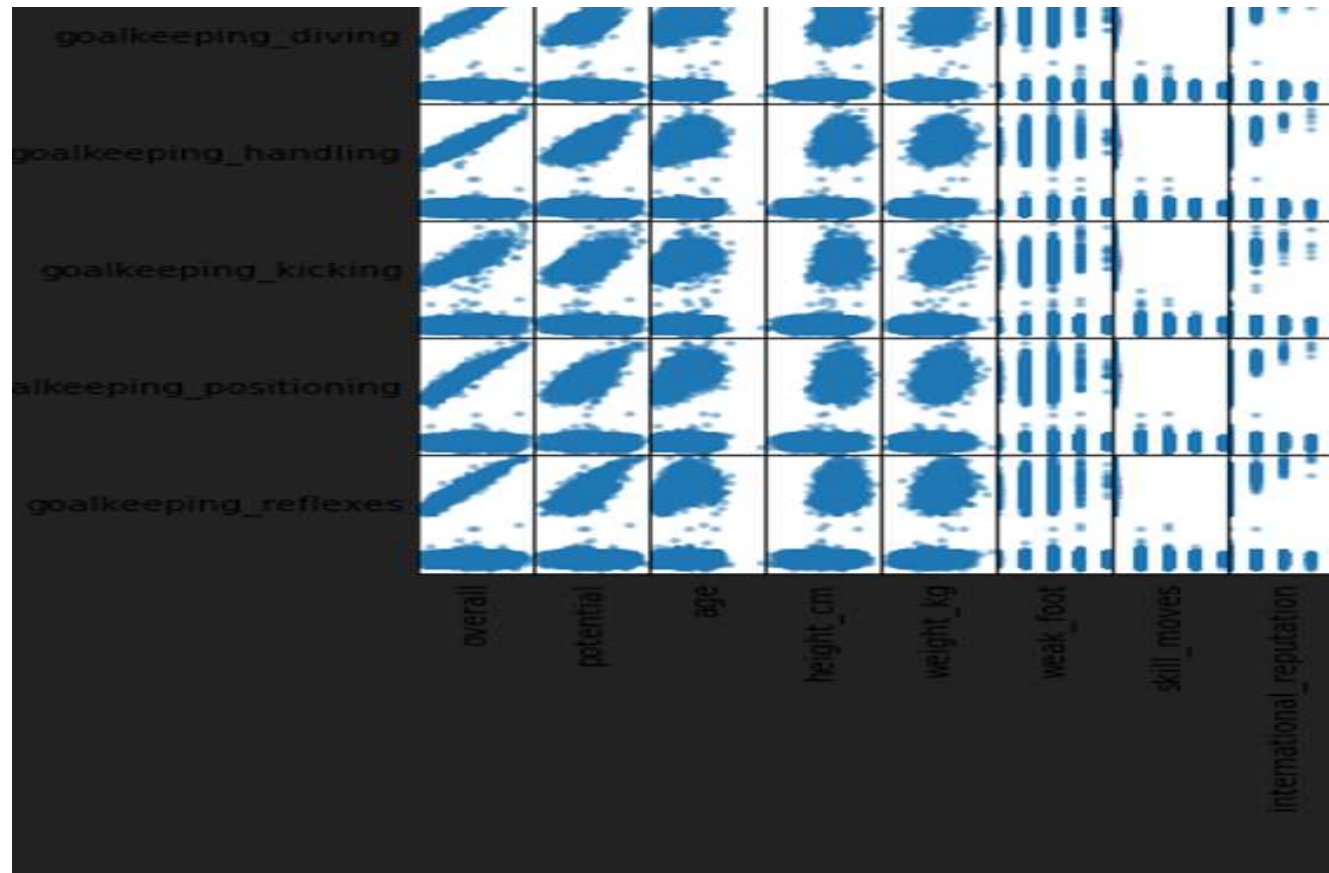 goalkeeping_diving
goalkeeping_handling
goalkeeping_kicking
alkeeping_positioning
goalkeeping_reflexes
overall
potential
age
height_cm
weight_kg
weak_foot
skill_moves
international_reputation